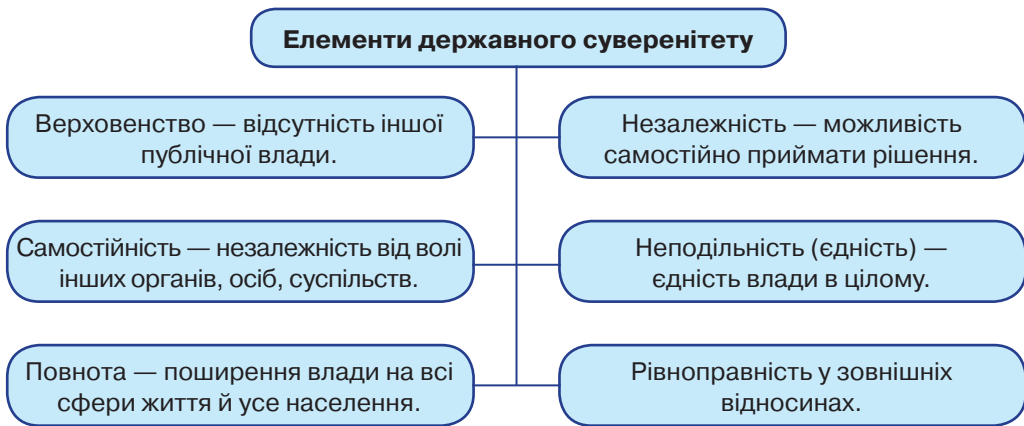 Елементи державного суверенітету
Верховенство — відсутність іншої
публічної влади.
Незалежність — можливість
самостійно приймати рішення.
Самостійність — незалежність від волі
інших органів, осіб, суспільств.
Неподільність (єдність) —
єдність влади в цілому.
Повнота — поширення влади на всі
сфери життя й усе населення.
Рівноправність у зовнішніх
відносинах.